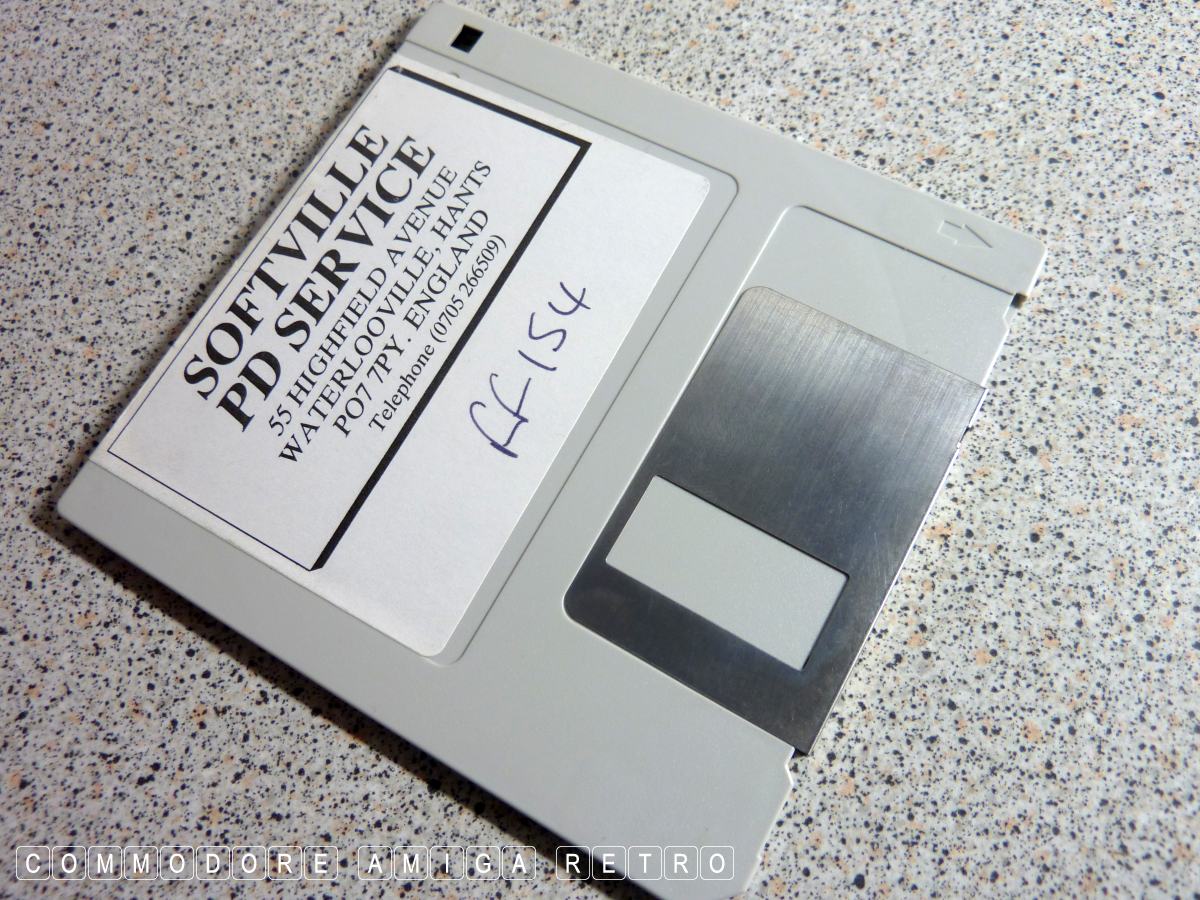 SOFTVILLE
PD SERVICE
55 HIGHFIELD AVENUE
WATERLOOVILLE, HANTS
PO7 7PY. ENGLAND
Telephone (0705 266509)
ff-154
COMMODORE AMIGA RETRO